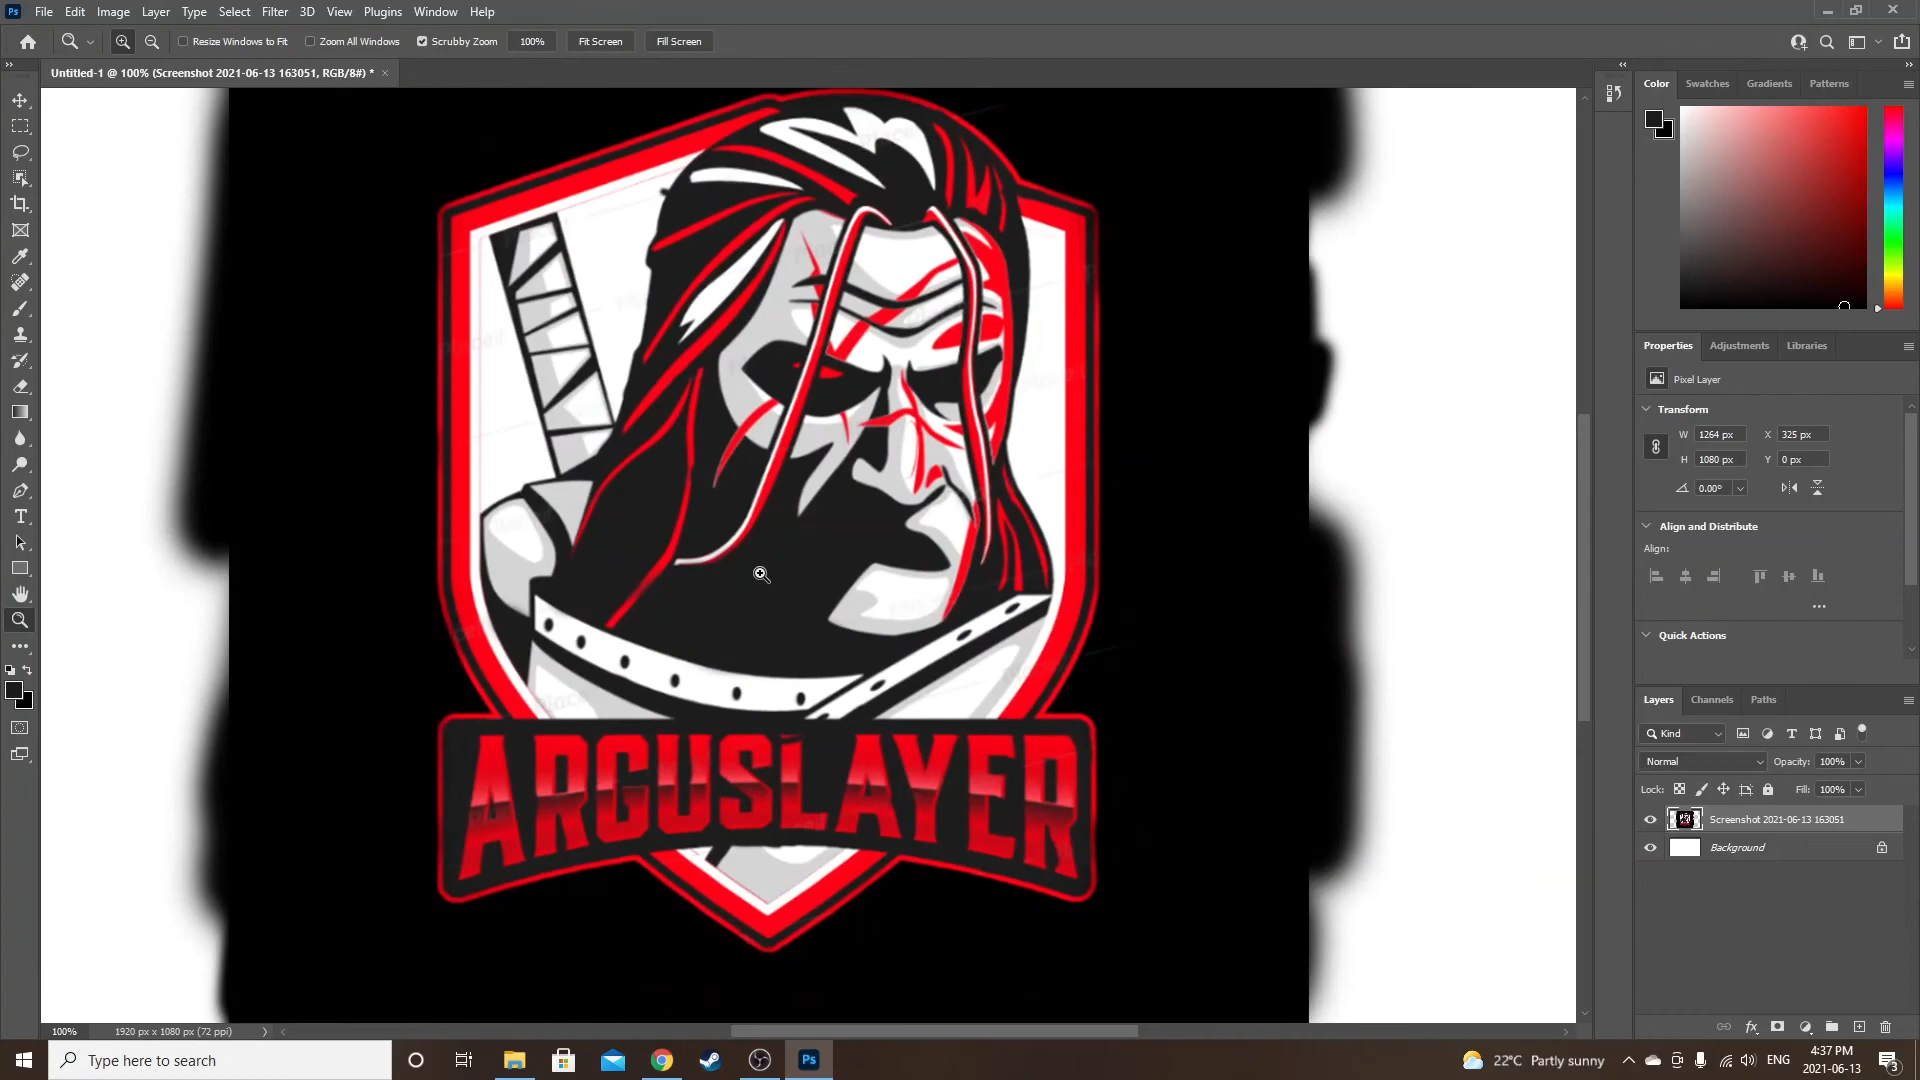 Ps File Edit Image Layer Type Select Filter 3D View Plugins Window Help
Resize Windows to Fit Zoom All Windows Scrubby Zoom 100% Fit Screen Fill Screen
Untitled-1 @ 100% (Screenshot 2021-06-13 163051, RGB/8#) * ×
Color Swatches Gradients Patterns
Properties Adjustments Libraries
Pixel Layer
Transform
W 1264 px X 325 px
H 1080 px Y 0 px
0.00°
Align and Distribute
Align:
Quick Actions
ARGUSLAYER
Layers Channels Paths
Kind
Normal Opacity: 100%
Lock: Fill: 100%
Screenshot 2021-06-13 163051
Background
100% 1920 px x 1080 px (72 ppi)
Type here to search
Ps
22°C Partly sunny
ENG
4:37 PM
2021-06-13
3